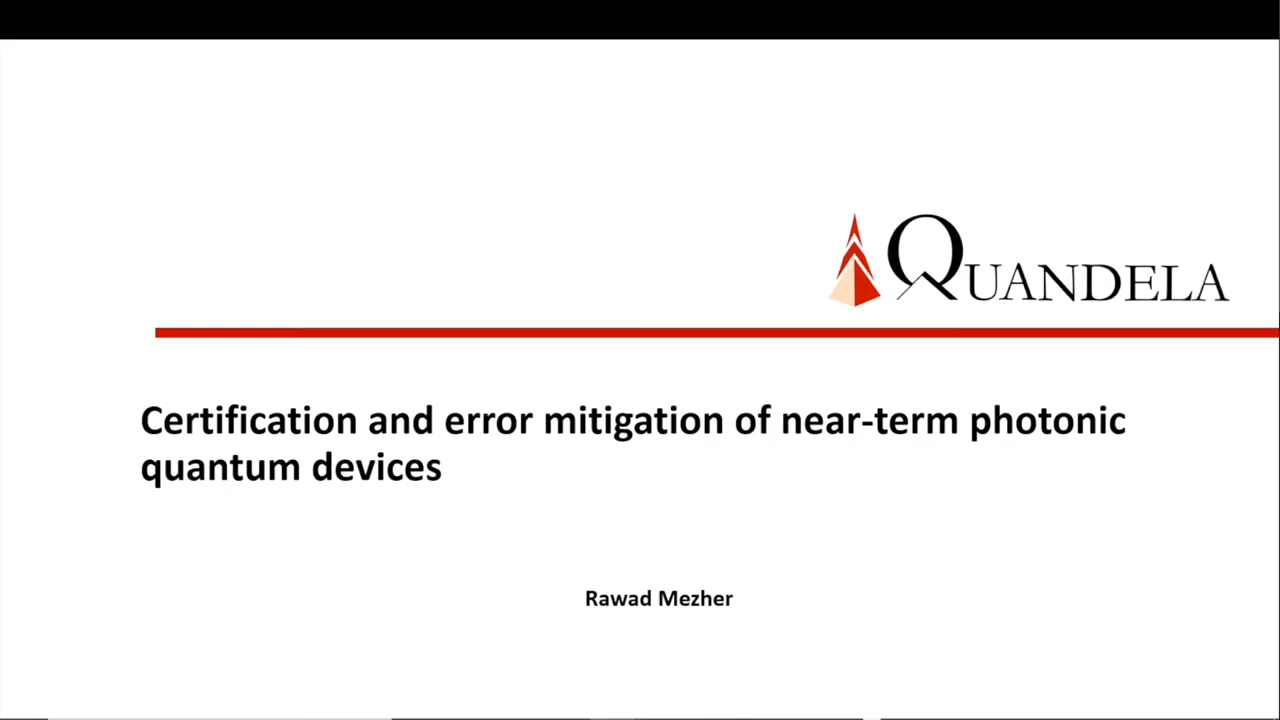 QUANDELA
Certification and error mitigation of near-term photonic
quantum devices
Rawad Mezher